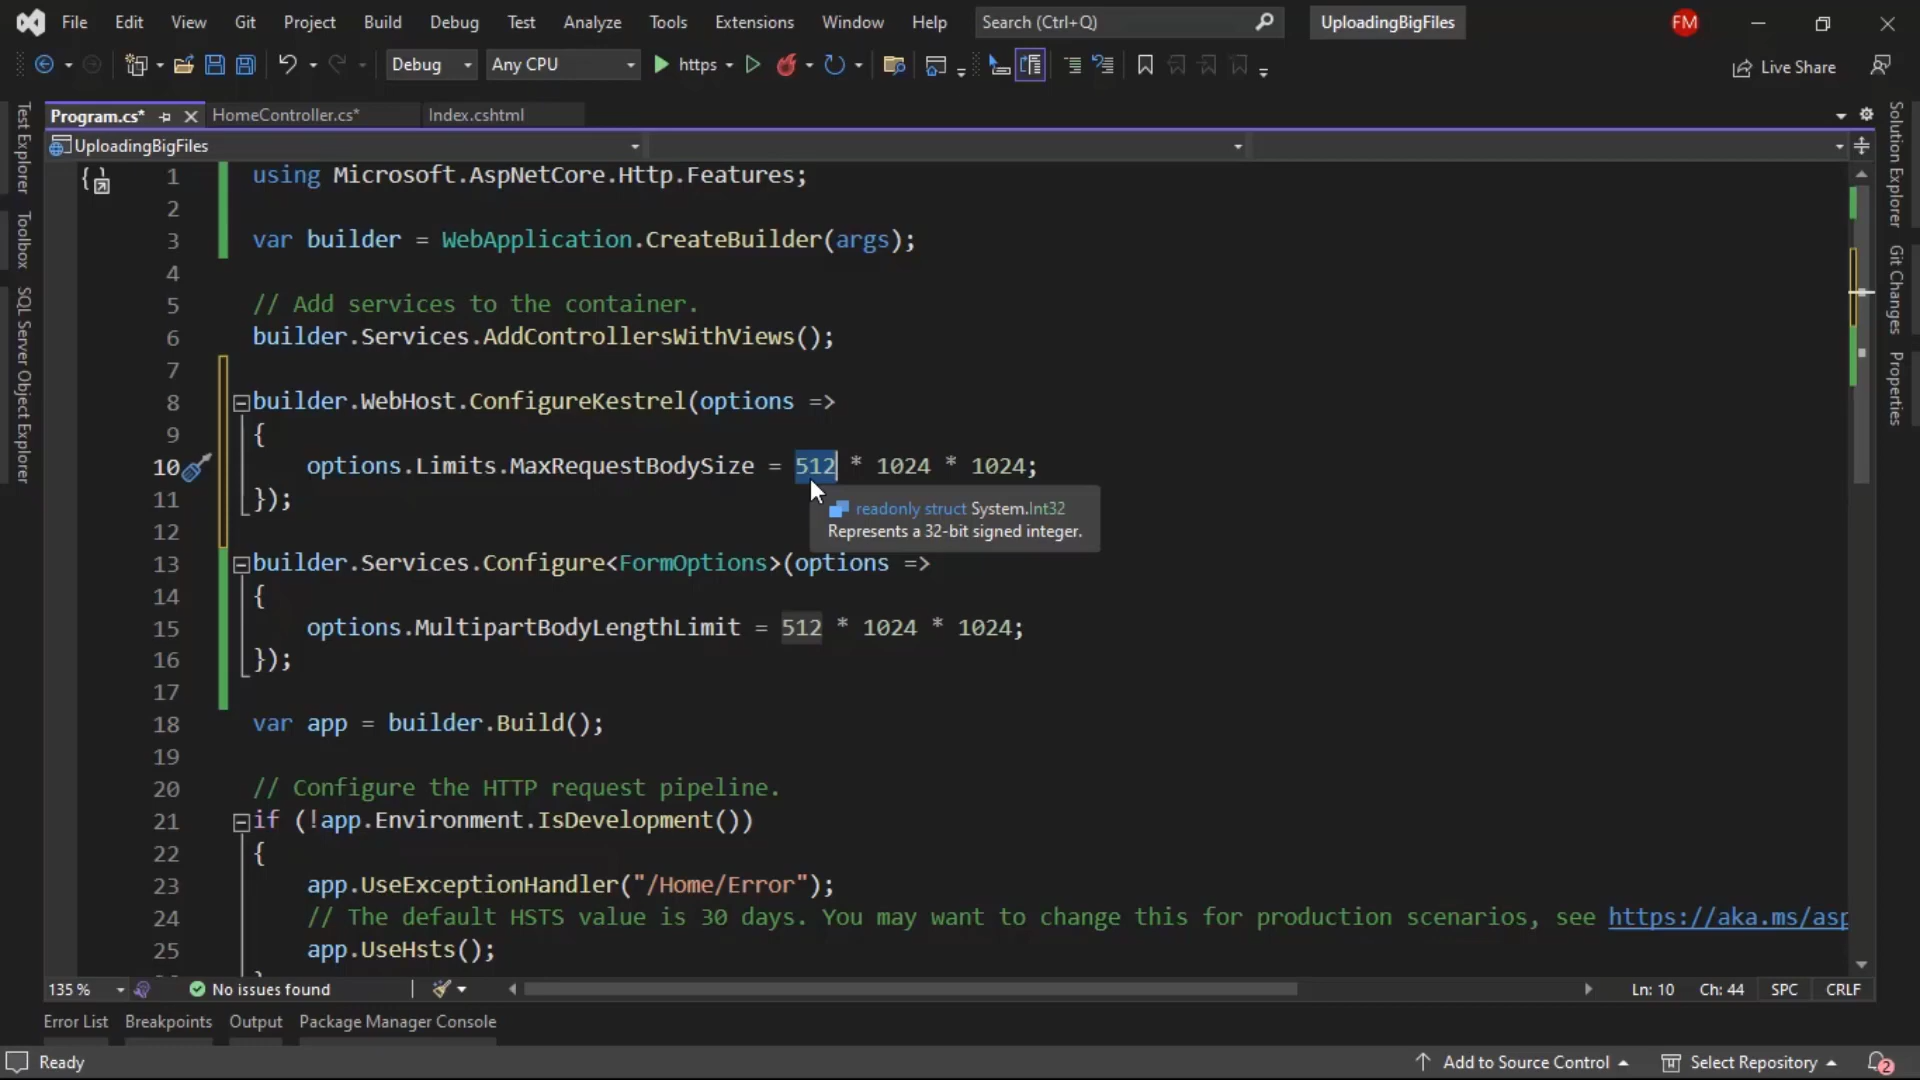 File Edit View Git Project Build Debug Test Analyze Tools Extensions Window Help Search (Ctrl+Q) UploadingBigFiles FM
Debug Any CPU https Live Share
Program.cs* HomeController.cs* Index.cshtml
UploadingBigFiles
Test Explorer
Toolbox
SQL Server Object Explorer
1 using Microsoft.AspNetCore.Http.Features;
2
3 var builder = WebApplication.CreateBuilder(args);
4
5 // Add services to the container.
6 builder.Services.AddControllersWithViews();
7
8 builder.WebHost.ConfigureKestrel(options =>
9 {
10 options.Limits.MaxRequestBodySize = 512 * 1024 * 1024;
11 });
readonly struct System.Int32
Represents a 32-bit signed integer.
12
13 builder.Services.Configure<FormOptions>(options =>
14 {
15 options.MultipartBodyLengthLimit = 512 * 1024 * 1024;
16 });
17
18 var app = builder.Build();
19
20 // Configure the HTTP request pipeline.
21 if (!app.Environment.IsDevelopment())
22 {
23 app.UseExceptionHandler("/Home/Error");
24 // The default HSTS value is 30 days. You may want to change this for production scenarios, see https://aka.ms/asp
25 app.UseHsts();
Solution Explorer
Git Changes
Properties
135 % No issues found Ln: 10 Ch: 44 SPC CRLF
Error List Breakpoints Output Package Manager Console
Ready Add to Source Control Select Repository 2